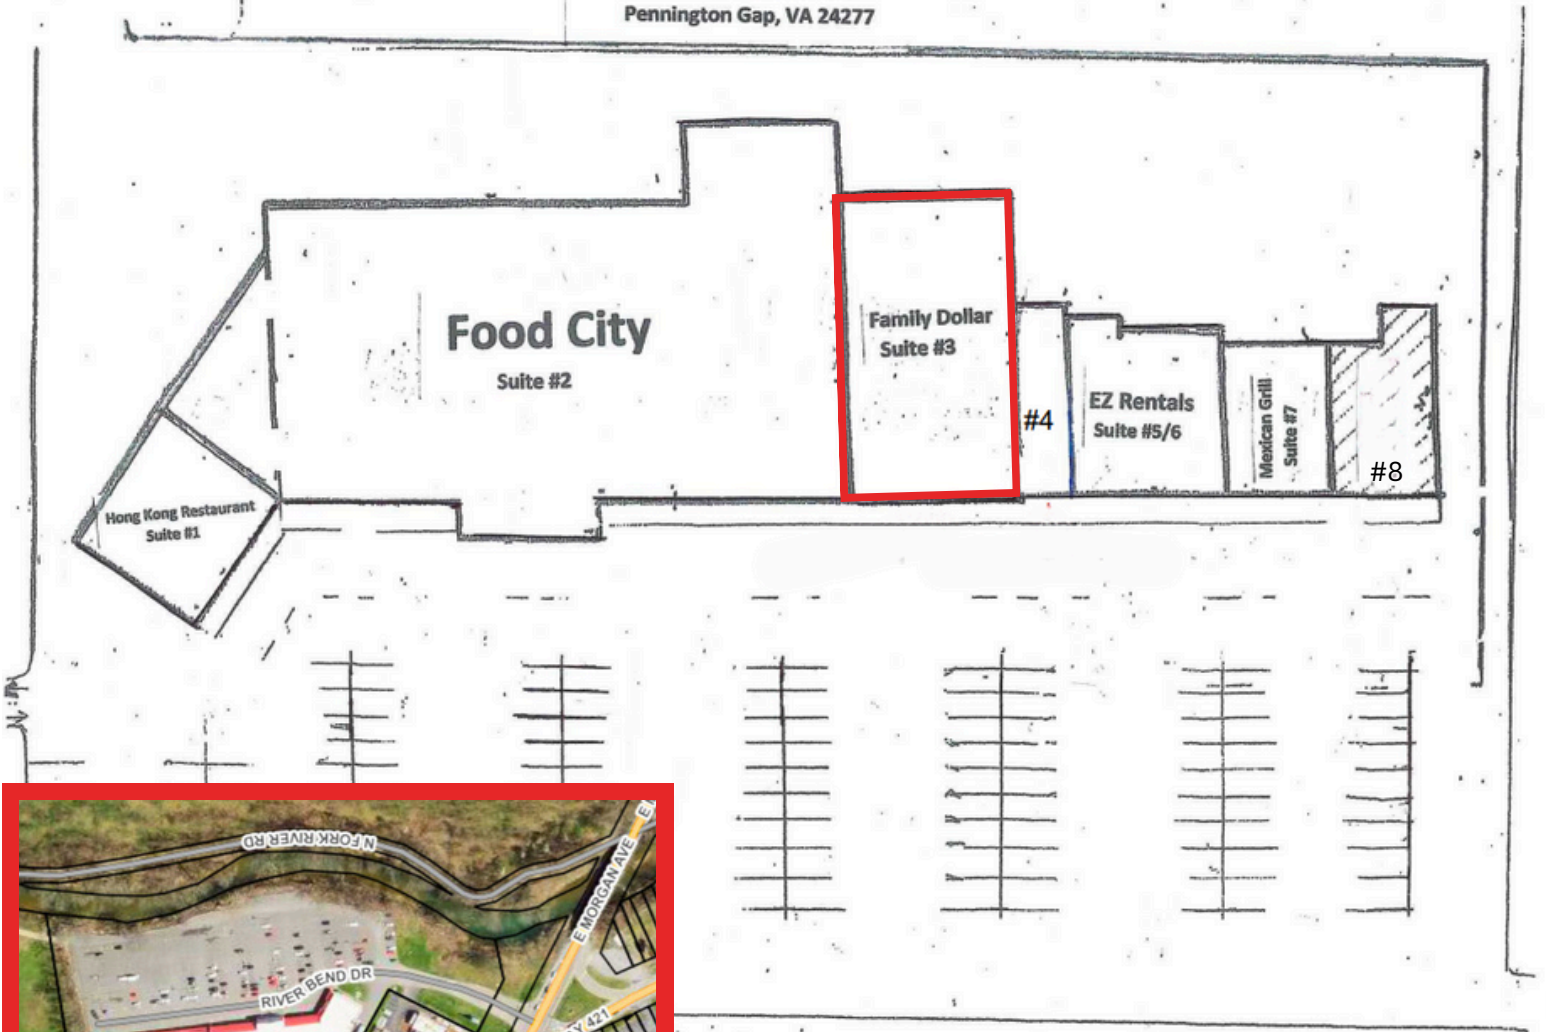 Pennington Gap, VA 24277
Food City
Suite #2
Family Dollar
Suite #3
#4
EZ Rentals
Suite #5/6
Mexican Grill
Suite #7
#8
Hong Kong Restaurant
Suite #1
N FORK RIVER RD
E MORGAN AVE
RIVER BEND DR
421